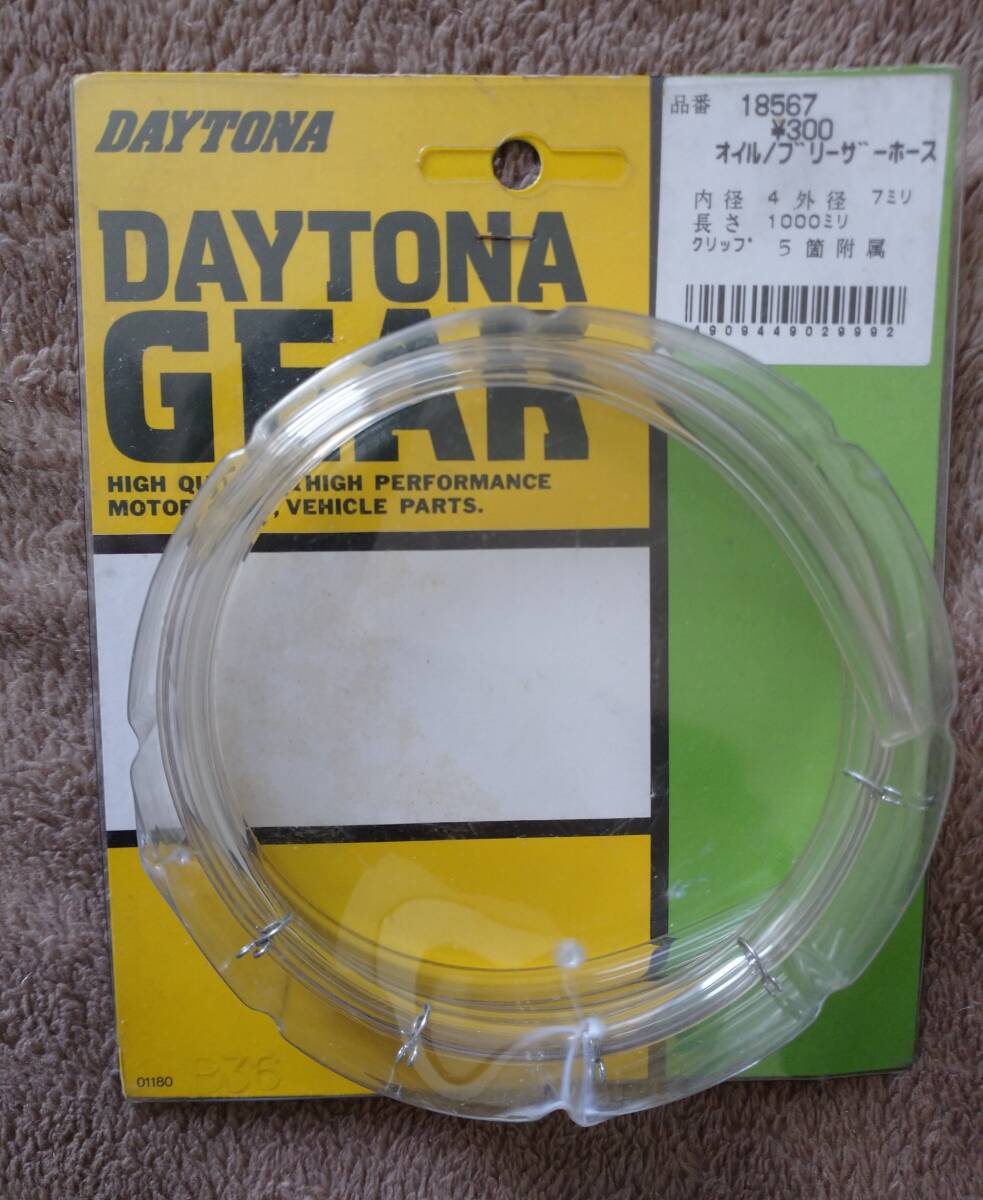 DAYTONA
DAYTONA
GEAR
HIGH HIGH PERFORMANCE
VEHICLE PARTS.
品番 18567
¥300
オイル/ブリーザーホース
内径 4 外径 7ミリ
長さ 1000ミリ
クリップ 5箇附属
4909449029992
01180 P36